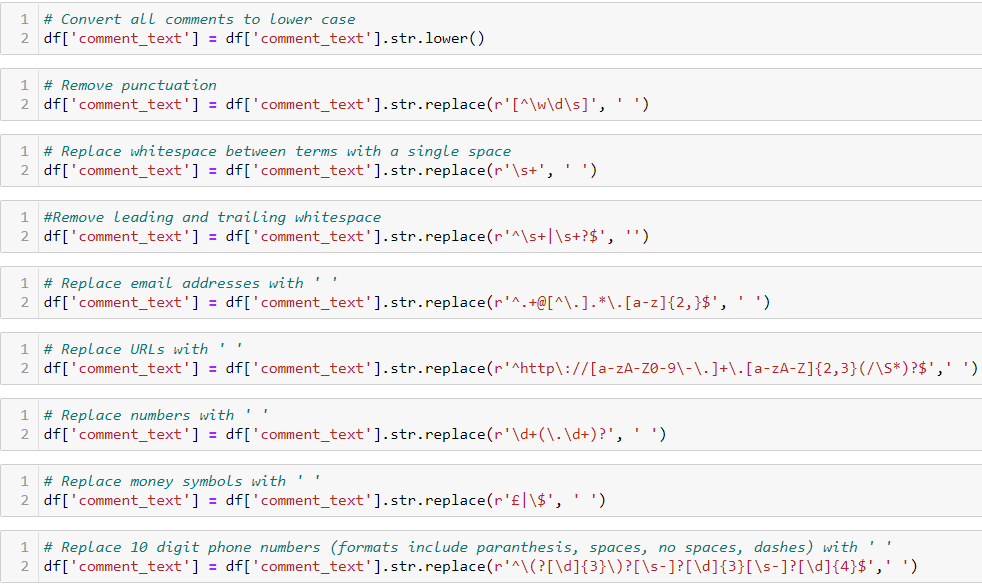 1 # Convert all comments to lower case
2 df['comment_text'] = df['comment_text'].str.lower()
1 # Remove punctuation
2 df['comment_text'] = df['comment_text'].str.replace(r'[^\w\d\s]', ' ')
1 # Replace whitespace between terms with a single space
2 df['comment_text'] = df['comment_text'].str.replace(r'\s+', ' ')
1 #Remove leading and trailing whitespace
2 df['comment_text'] = df['comment_text'].str.replace(r'^\s+|\s+?$', '')
1 # Replace email addresses with ' '
2 df['comment_text'] = df['comment_text'].str.replace(r'^.+@[^\.].*\.[a-z]{2,}$', ' ')
1 # Replace URLs with ' '
2 df['comment_text'] = df['comment_text'].str.replace(r'^http\://[a-zA-Z0-9\-\.]+\.[a-zA-Z]{2,3}(/\S*)?$',' ')
1 # Replace numbers with ' '
2 df['comment_text'] = df['comment_text'].str.replace(r'\d+(\.\d+)?', ' ')
1 # Replace money symbols with ' '
2 df['comment_text'] = df['comment_text'].str.replace(r'£|\$', ' ')
1 # Replace 10 digit phone numbers (formats include paranthesis, spaces, no spaces, dashes) with ' '
2 df['comment_text'] = df['comment_text'].str.replace(r'^\(?[\d]{3}\)?[\s-]?[\d]{3}[\s-]?[\d]{4}$',' ')